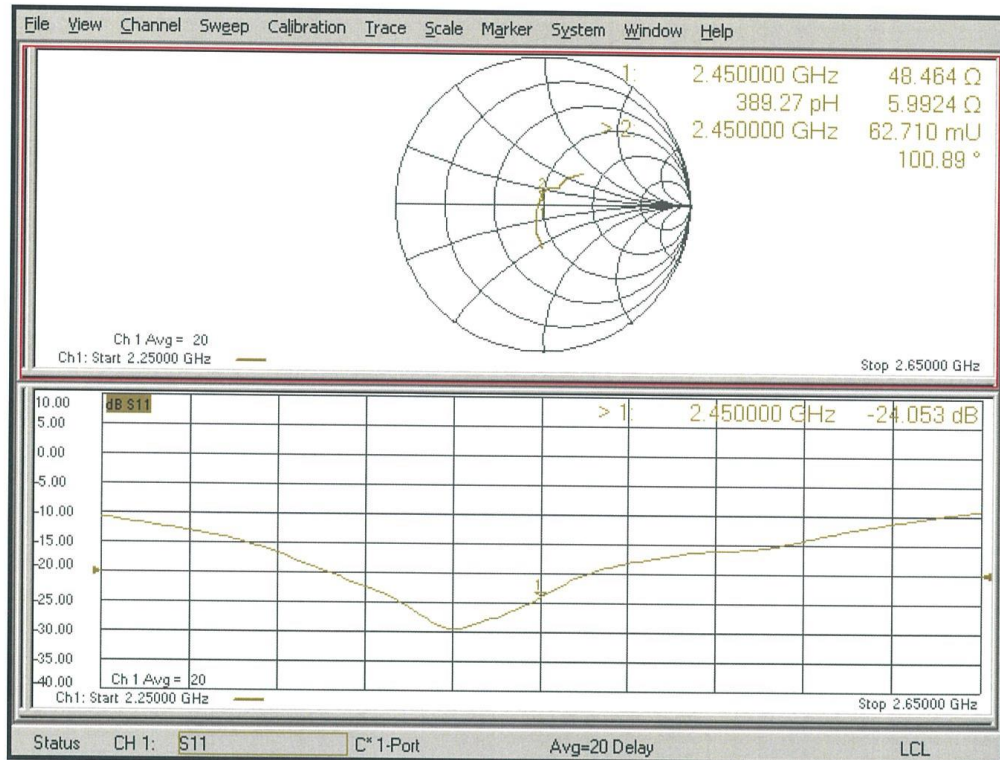 File View Channel Sweep Calibration Trace Scale Marker System Window Help
1: 2.450000 GHz 48.464 Ω
389.27 pH 5.9924 Ω
> 2: 2.450000 GHz 62.710 mU
100.89 °
2
Ch 1 Avg = 20
Ch1: Start 2.25000 GHz
Stop 2.65000 GHz
10.00
dB S11
> 1: 2.450000 GHz -24.053 dB
5.00
0.00
-5.00
-10.00
-15.00
-20.00
1
-25.00
-30.00
-35.00
-40.00
Ch 1 Avg = 20
Ch1: Start 2.25000 GHz
Stop 2.65000 GHz
Status CH 1: S11 C* 1-Port Avg=20 Delay LCL